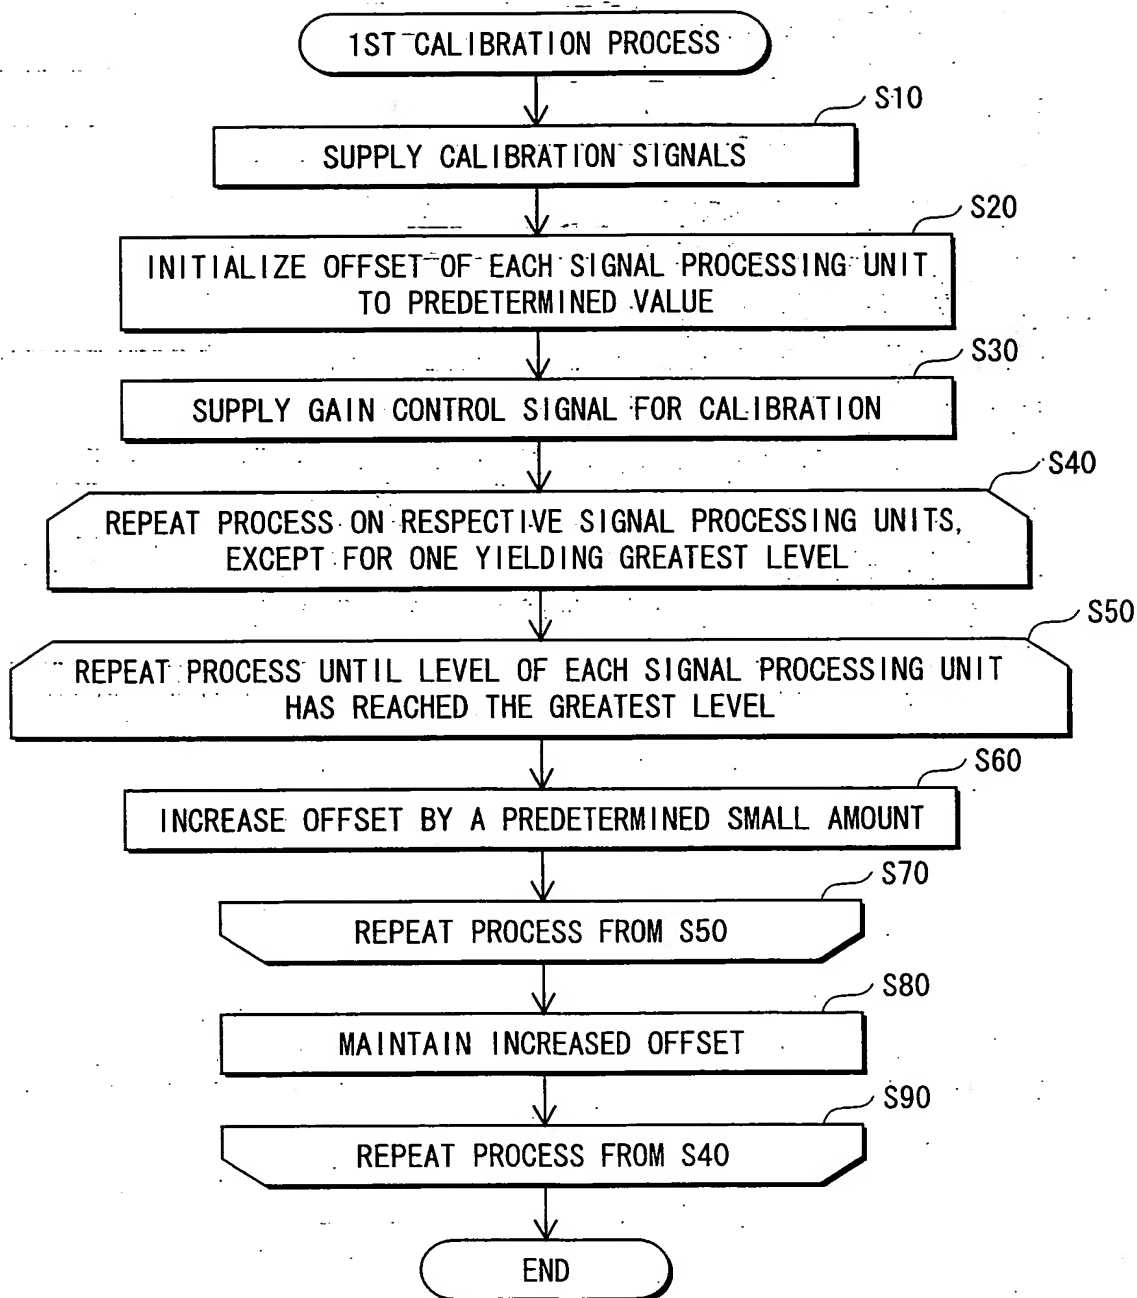 1ST CALIBRATION PROCESS
S10
SUPPLY CALIBRATION SIGNALS
S20
INITIALIZE OFFSET OF EACH SIGNAL PROCESSING UNIT
TO PREDETERMINED VALUE
S30
SUPPLY GAIN CONTROL SIGNAL FOR CALIBRATION
S40
REPEAT PROCESS ON RESPECTIVE SIGNAL PROCESSING UNITS,
EXCEPT FOR ONE YIELDING GREATEST LEVEL
S50
REPEAT PROCESS UNTIL LEVEL OF EACH SIGNAL PROCESSING UNIT
HAS REACHED THE GREATEST LEVEL
S60
INCREASE OFFSET BY A PREDETERMINED SMALL AMOUNT
S70
REPEAT PROCESS FROM S50
S80
MAINTAIN INCREASED OFFSET
S90
REPEAT PROCESS FROM S40
END